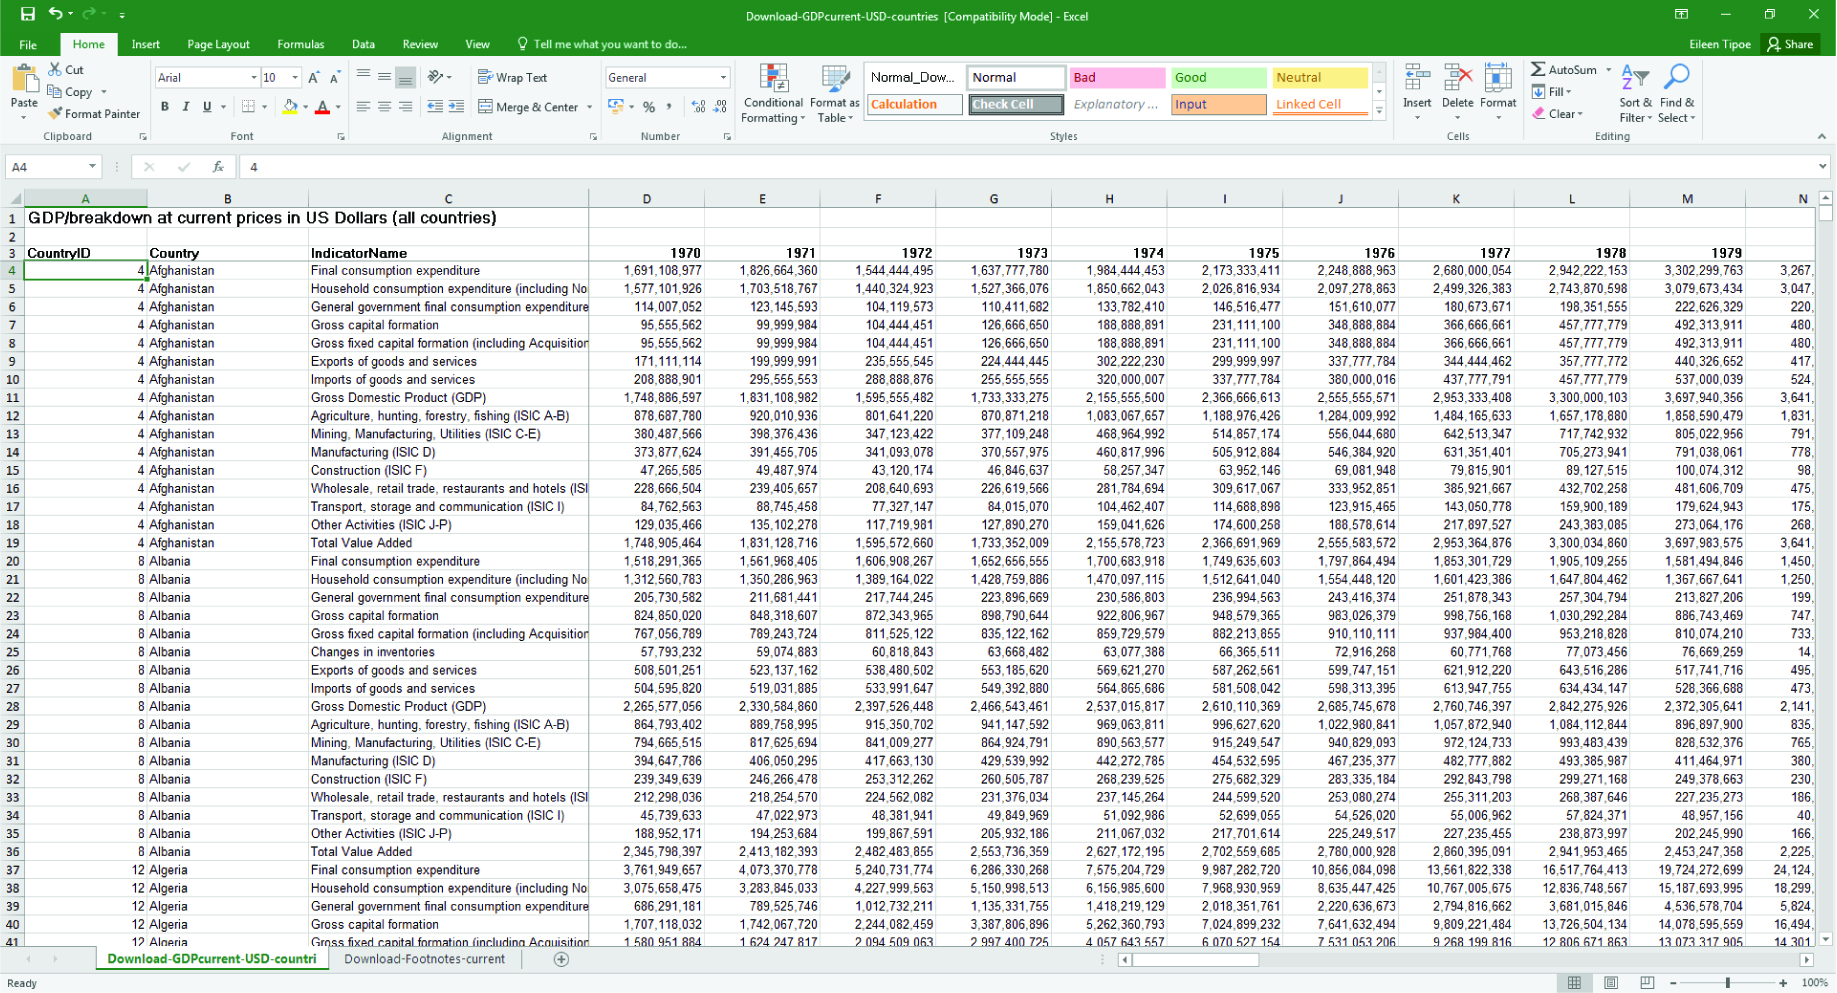 Download-GDPcurrent-USD-countries [Compatibility Mode] - Excel
File Home Insert Page Layout Formulas Data Review View Tell me what you want to do... Eileen Tipoe Share
Cut Arial 10 Wrap Text General Normal_Dow... Normal Bad Good Neutral AutoSum
Paste Copy B I U Merge & Center % Conditional Formatting Format as Table Calculation Check Cell Explanatory ... Input Linked Cell Insert Delete Format Fill Sort & Filter Find & Select
Format Painter Clear
Clipboard Font Alignment Number Styles Cells Editing
A4 fx 4
A B C D E F G H I J K L M N
1 GDP/breakdown at current prices in US Dollars (all countries)
2
3 CountryID Country IndicatorName 1970 1971 1972 1973 1974 1975 1976 1977 1978 1979
4 4 Afghanistan Final consumption expenditure 1,691,108,977 1,826,664,360 1,544,444,495 1,637,777,780 1,984,444,453 2,173,333,411 2,248,888,963 2,680,000,054 2,942,222,153 3,302,299,763 3,267,
5 4 Afghanistan Household consumption expenditure (including No 1,577,101,926 1,703,518,767 1,440,324,923 1,527,366,076 1,850,662,043 2,026,816,934 2,097,278,863 2,499,326,383 2,743,870,598 3,079,673,434 3,047,
6 4 Afghanistan General government final consumption expenditure 114,007,052 123,145,593 104,119,573 110,411,682 133,782,410 146,516,477 151,610,077 180,673,671 198,351,555 222,626,329 220,
7 4 Afghanistan Gross capital formation 95,555,562 99,999,984 104,444,451 126,666,650 188,888,891 231,111,100 348,888,884 366,666,661 457,777,779 492,313,911 480,
8 4 Afghanistan Gross fixed capital formation (including Acquisition 95,555,562 99,999,984 104,444,451 126,666,650 188,888,891 231,111,100 348,888,884 366,666,661 457,777,779 492,313,911 480,
9 4 Afghanistan Exports of goods and services 171,111,114 199,999,991 235,555,545 224,444,445 302,222,230 299,999,997 337,777,784 344,444,462 357,777,772 440,326,652 417,
10 4 Afghanistan Imports of goods and services 208,888,901 295,555,553 288,888,876 255,555,555 320,000,007 337,777,784 380,000,016 437,777,791 457,777,779 537,000,039 524,
11 4 Afghanistan Gross Domestic Product (GDP) 1,748,886,597 1,831,108,982 1,595,555,482 1,733,333,275 2,155,555,500 2,366,666,613 2,555,555,571 2,953,333,408 3,300,000,103 3,697,940,356 3,641,
12 4 Afghanistan Agriculture, hunting, forestry, fishing (ISIC A-B) 878,687,780 920,010,936 801,641,220 870,871,218 1,083,067,657 1,188,976,426 1,284,009,992 1,484,165,633 1,657,178,880 1,858,590,479 1,831,
13 4 Afghanistan Mining, Manufacturing, Utilities (ISIC C-E) 380,487,566 398,376,436 347,123,422 377,109,248 468,964,992 514,857,174 556,044,680 642,513,347 717,742,932 805,022,956 791,
14 4 Afghanistan Manufacturing (ISIC D) 373,877,624 391,455,705 341,093,078 370,557,975 460,817,996 505,912,884 546,384,920 631,351,401 705,273,941 791,038,061 778,
15 4 Afghanistan Construction (ISIC F) 47,265,585 49,487,974 43,120,174 46,846,637 58,257,347 63,952,146 69,081,948 79,815,901 89,127,515 100,074,312 98,
16 4 Afghanistan Wholesale, retail trade, restaurants and hotels (ISI 228,666,504 239,405,657 208,640,693 226,619,566 281,784,694 309,617,067 333,952,851 385,921,667 432,702,258 481,606,709 475,
17 4 Afghanistan Transport, storage and communication (ISIC I) 84,762,563 88,745,458 77,327,147 84,015,070 104,462,407 114,688,898 123,915,465 143,050,778 159,900,189 179,624,943 175,
18 4 Afghanistan Other Activities (ISIC J-P) 129,035,466 135,102,278 117,719,981 127,890,270 159,041,626 174,600,258 188,578,614 217,897,527 243,383,085 273,064,176 268,
19 4 Afghanistan Total Value Added 1,748,905,464 1,831,128,716 1,595,572,660 1,733,352,009 2,155,578,723 2,366,691,969 2,555,583,572 2,953,364,876 3,300,034,860 3,697,983,575 3,641,
20 8 Albania Final consumption expenditure 1,518,291,365 1,561,968,405 1,606,908,267 1,652,656,555 1,700,683,918 1,749,635,603 1,797,864,494 1,853,301,729 1,905,109,255 1,581,494,846 1,450,
21 8 Albania Household consumption expenditure (including No 1,312,560,783 1,350,286,963 1,389,164,022 1,428,759,886 1,470,097,115 1,512,641,040 1,554,448,120 1,601,423,386 1,647,804,462 1,367,667,641 1,250,
22 8 Albania General government final consumption expenditure 205,730,582 211,681,441 217,744,245 223,896,669 230,586,803 236,994,563 243,416,374 251,878,343 257,304,794 213,827,206 199,
23 8 Albania Gross capital formation 824,850,020 848,318,607 872,343,965 898,790,644 922,806,967 948,579,365 983,026,379 998,756,168 1,030,292,284 886,743,469 747,
24 8 Albania Gross fixed capital formation (including Acquisition 767,056,789 789,243,724 811,525,122 835,122,162 859,729,579 882,213,855 910,110,111 937,984,400 953,218,828 810,074,210 733,
25 8 Albania Changes in inventories 57,793,232 59,074,883 60,818,843 63,668,482 63,077,388 66,365,511 72,916,268 60,771,768 77,073,456 76,669,259 14,
26 8 Albania Exports of goods and services 508,501,251 523,137,162 538,480,502 553,185,620 569,621,270 587,262,561 599,747,151 621,912,220 643,516,286 517,741,716 495,
27 8 Albania Imports of goods and services 504,595,820 519,031,885 533,991,647 549,392,880 564,865,686 581,508,042 598,313,395 613,947,755 634,434,147 528,366,688 473,
28 8 Albania Gross Domestic Product (GDP) 2,265,577,056 2,330,584,860 2,397,526,448 2,466,543,461 2,537,015,817 2,610,110,369 2,685,745,678 2,760,746,397 2,842,275,926 2,372,305,641 2,141,
29 8 Albania Agriculture, hunting, forestry, fishing (ISIC A-B) 864,793,402 889,758,995 915,350,702 941,147,592 969,063,811 996,627,620 1,022,980,841 1,057,872,940 1,084,112,844 896,897,900 835,
30 8 Albania Mining, Manufacturing, Utilities (ISIC C-E) 794,665,515 817,625,694 841,009,277 864,924,791 890,563,577 915,249,547 940,829,093 972,124,733 993,483,439 828,532,376 765,
31 8 Albania Manufacturing (ISIC D) 394,647,786 406,050,295 417,663,130 429,539,992 442,272,785 454,532,595 467,235,377 482,777,882 493,385,987 411,464,971 380,
32 8 Albania Construction (ISIC F) 239,349,639 246,266,478 253,312,262 260,505,787 268,239,525 275,682,329 283,335,184 292,843,798 299,271,168 249,378,663 230,
33 8 Albania Wholesale, retail trade, restaurants and hotels (ISI 212,298,036 218,254,570 224,562,082 231,376,034 237,145,264 244,599,520 253,080,274 255,311,203 268,387,646 227,235,273 186,
34 8 Albania Transport, storage and communication (ISIC I) 45,739,633 47,022,973 48,381,941 49,849,969 51,092,986 52,699,055 54,526,020 55,006,962 57,824,371 48,957,156 40,
35 8 Albania Other Activities (ISIC J-P) 188,952,171 194,253,684 199,867,591 205,932,186 211,067,032 217,701,614 225,249,517 227,235,455 238,873,997 202,245,990 166,
36 8 Albania Total Value Added 2,345,798,397 2,413,182,393 2,482,483,855 2,553,736,359 2,627,172,195 2,702,559,685 2,780,000,928 2,860,395,091 2,941,953,465 2,453,247,358 2,225,
37 12 Algeria Final consumption expenditure 3,761,949,657 4,073,370,778 5,240,731,774 6,286,330,268 7,575,204,729 9,987,282,720 10,856,084,098 13,561,822,338 16,517,764,413 19,724,272,699 24,124,
38 12 Algeria Household consumption expenditure (including No 3,075,658,475 3,283,845,033 4,227,999,563 5,150,998,513 6,156,985,600 7,968,930,959 8,635,447,425 10,767,005,675 12,836,748,567 15,187,693,995 18,299,
39 12 Algeria General government final consumption expenditure 686,291,181 789,525,746 1,012,732,211 1,135,331,755 1,418,219,129 2,018,351,761 2,220,636,673 2,794,816,662 3,681,015,846 4,536,578,704 5,824,
40 12 Algeria Gross capital formation 1,707,118,032 1,742,067,720 2,244,082,459 3,387,806,896 5,262,360,793 7,024,899,232 7,641,632,494 9,809,221,484 13,726,504,134 14,078,595,559 16,494,
41 12 Algeria Gross fixed capital formation (including Acquisition 1,580,951,884 1,624,247,817 2,094,509,063 2,997,400,725 4,057,643,557 6,070,527,154 7,531,053,206 9,268,199,816 12,806,671,863 13,073,317,905 14,301,
Download-GDPcurrent-USD-countri Download-Footnotes-current
Ready 100%